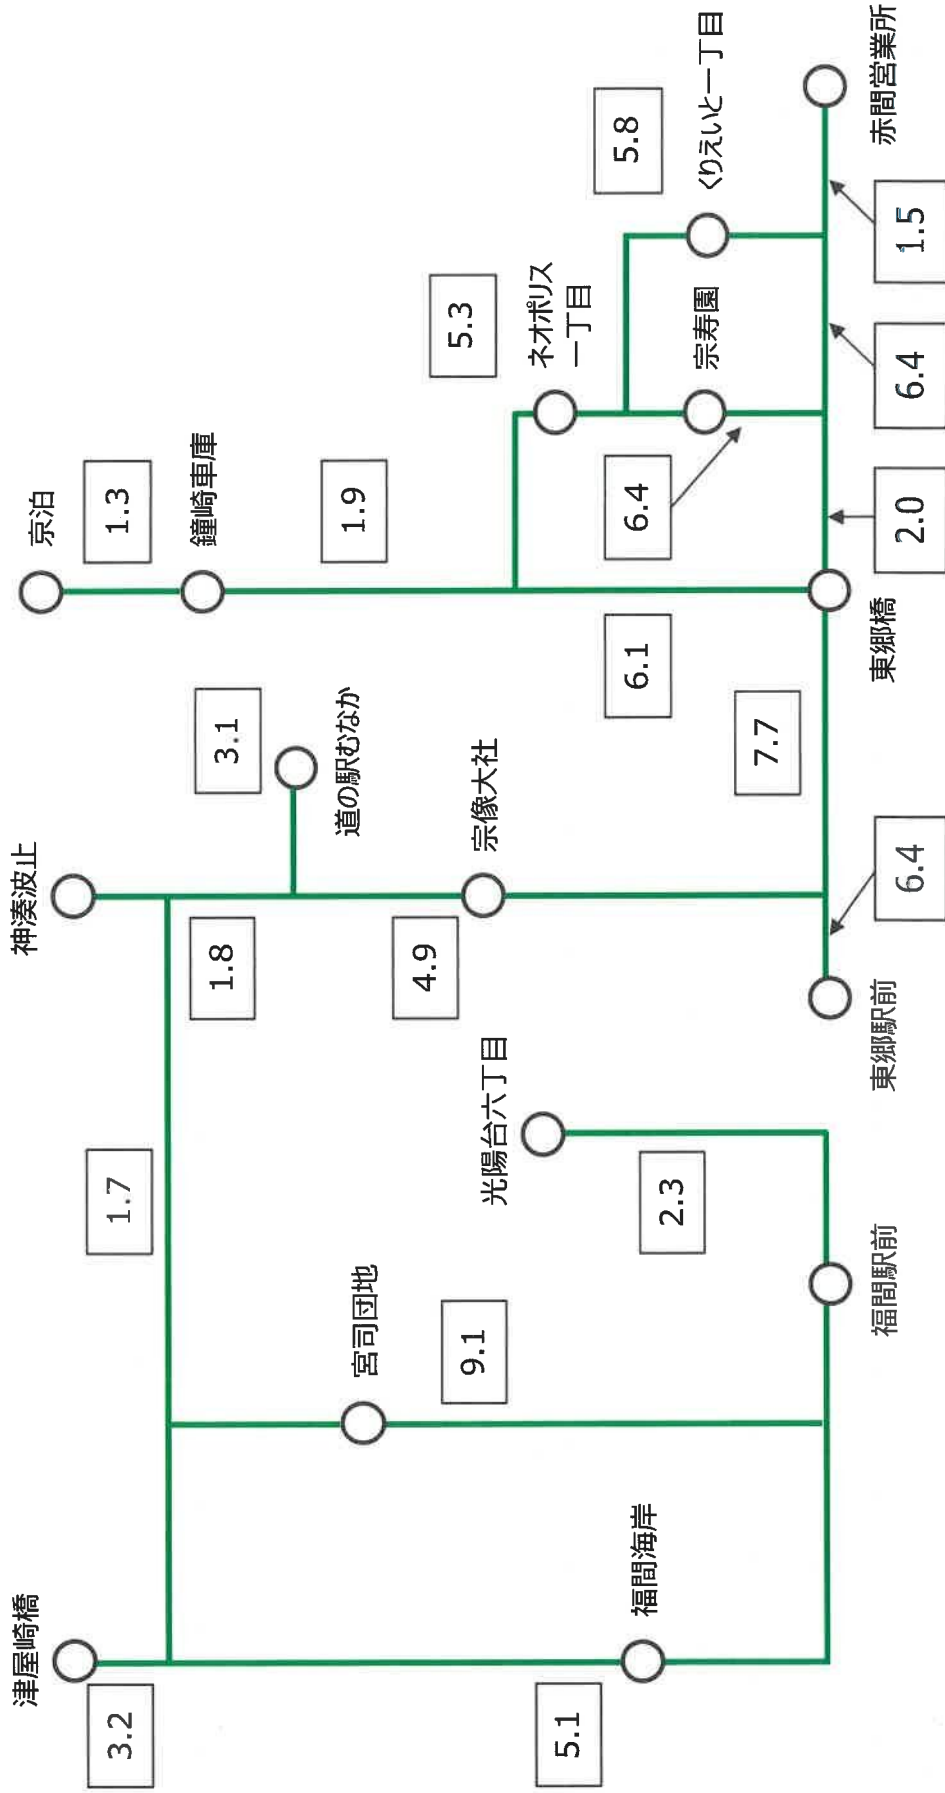 津屋崎橋
3.2
神湊波止
京泊
1.7
1.8
3.1
1.3
鐘崎車庫
道の駅むなかた
1.9
宮司団地
9.1
4.9
宗像大社
5.3
ネオポリス
一丁目
5.8
光陽台六丁目
福間海岸
5.1
2.3
6.1
6.4
宗寿園
くりえいと一丁目
7.7
福間駅前
東郷駅前
6.4
東郷橋
2.0
6.4
1.5
赤間営業所